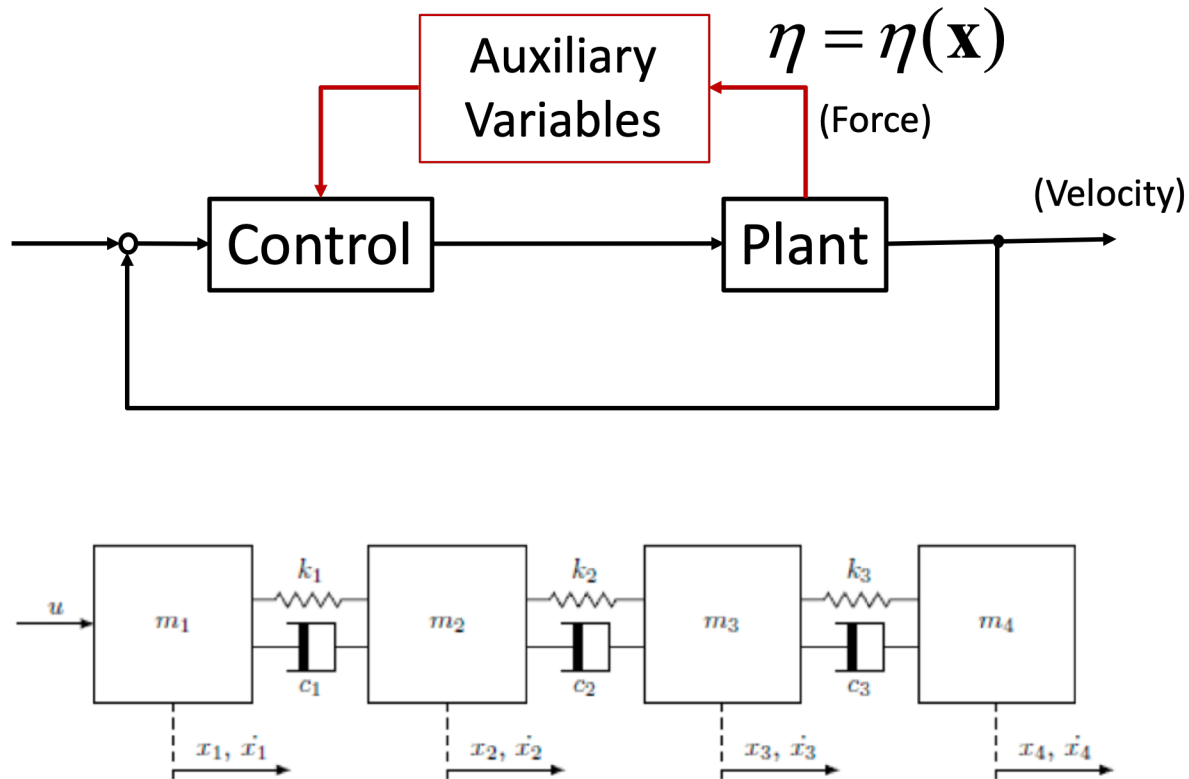 Auxiliary
Variables
η = η(𝐱)
(Force)
(Velocity)
Control
Plant
k₁
k₂
k₃
u
m₁
m₂
m₃
m₄
c₁
c₂
c₃
x₁, ẋ₁
x₂, ẋ₂
x₃, ẋ₃
x₄, ẋ₄